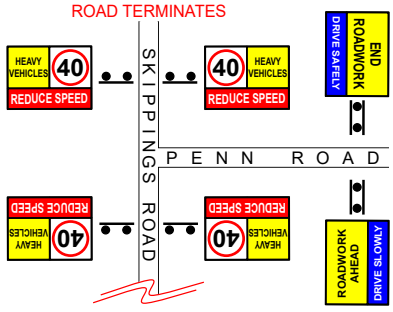 ROAD TERMINATES
HEAVY
VEHICLES
40
REDUCE SPEED
SKIPPINGS ROAD
40
HEAVY
VEHICLES
REDUCE SPEED
END
ROADWORK
DRIVE SAFELY
PENN ROAD
HEAVY
VEHICLES
40
REDUCE SPEED
40
HEAVY
VEHICLES
REDUCE SPEED
ROADWORK
AHEAD
DRIVE SLOWLY